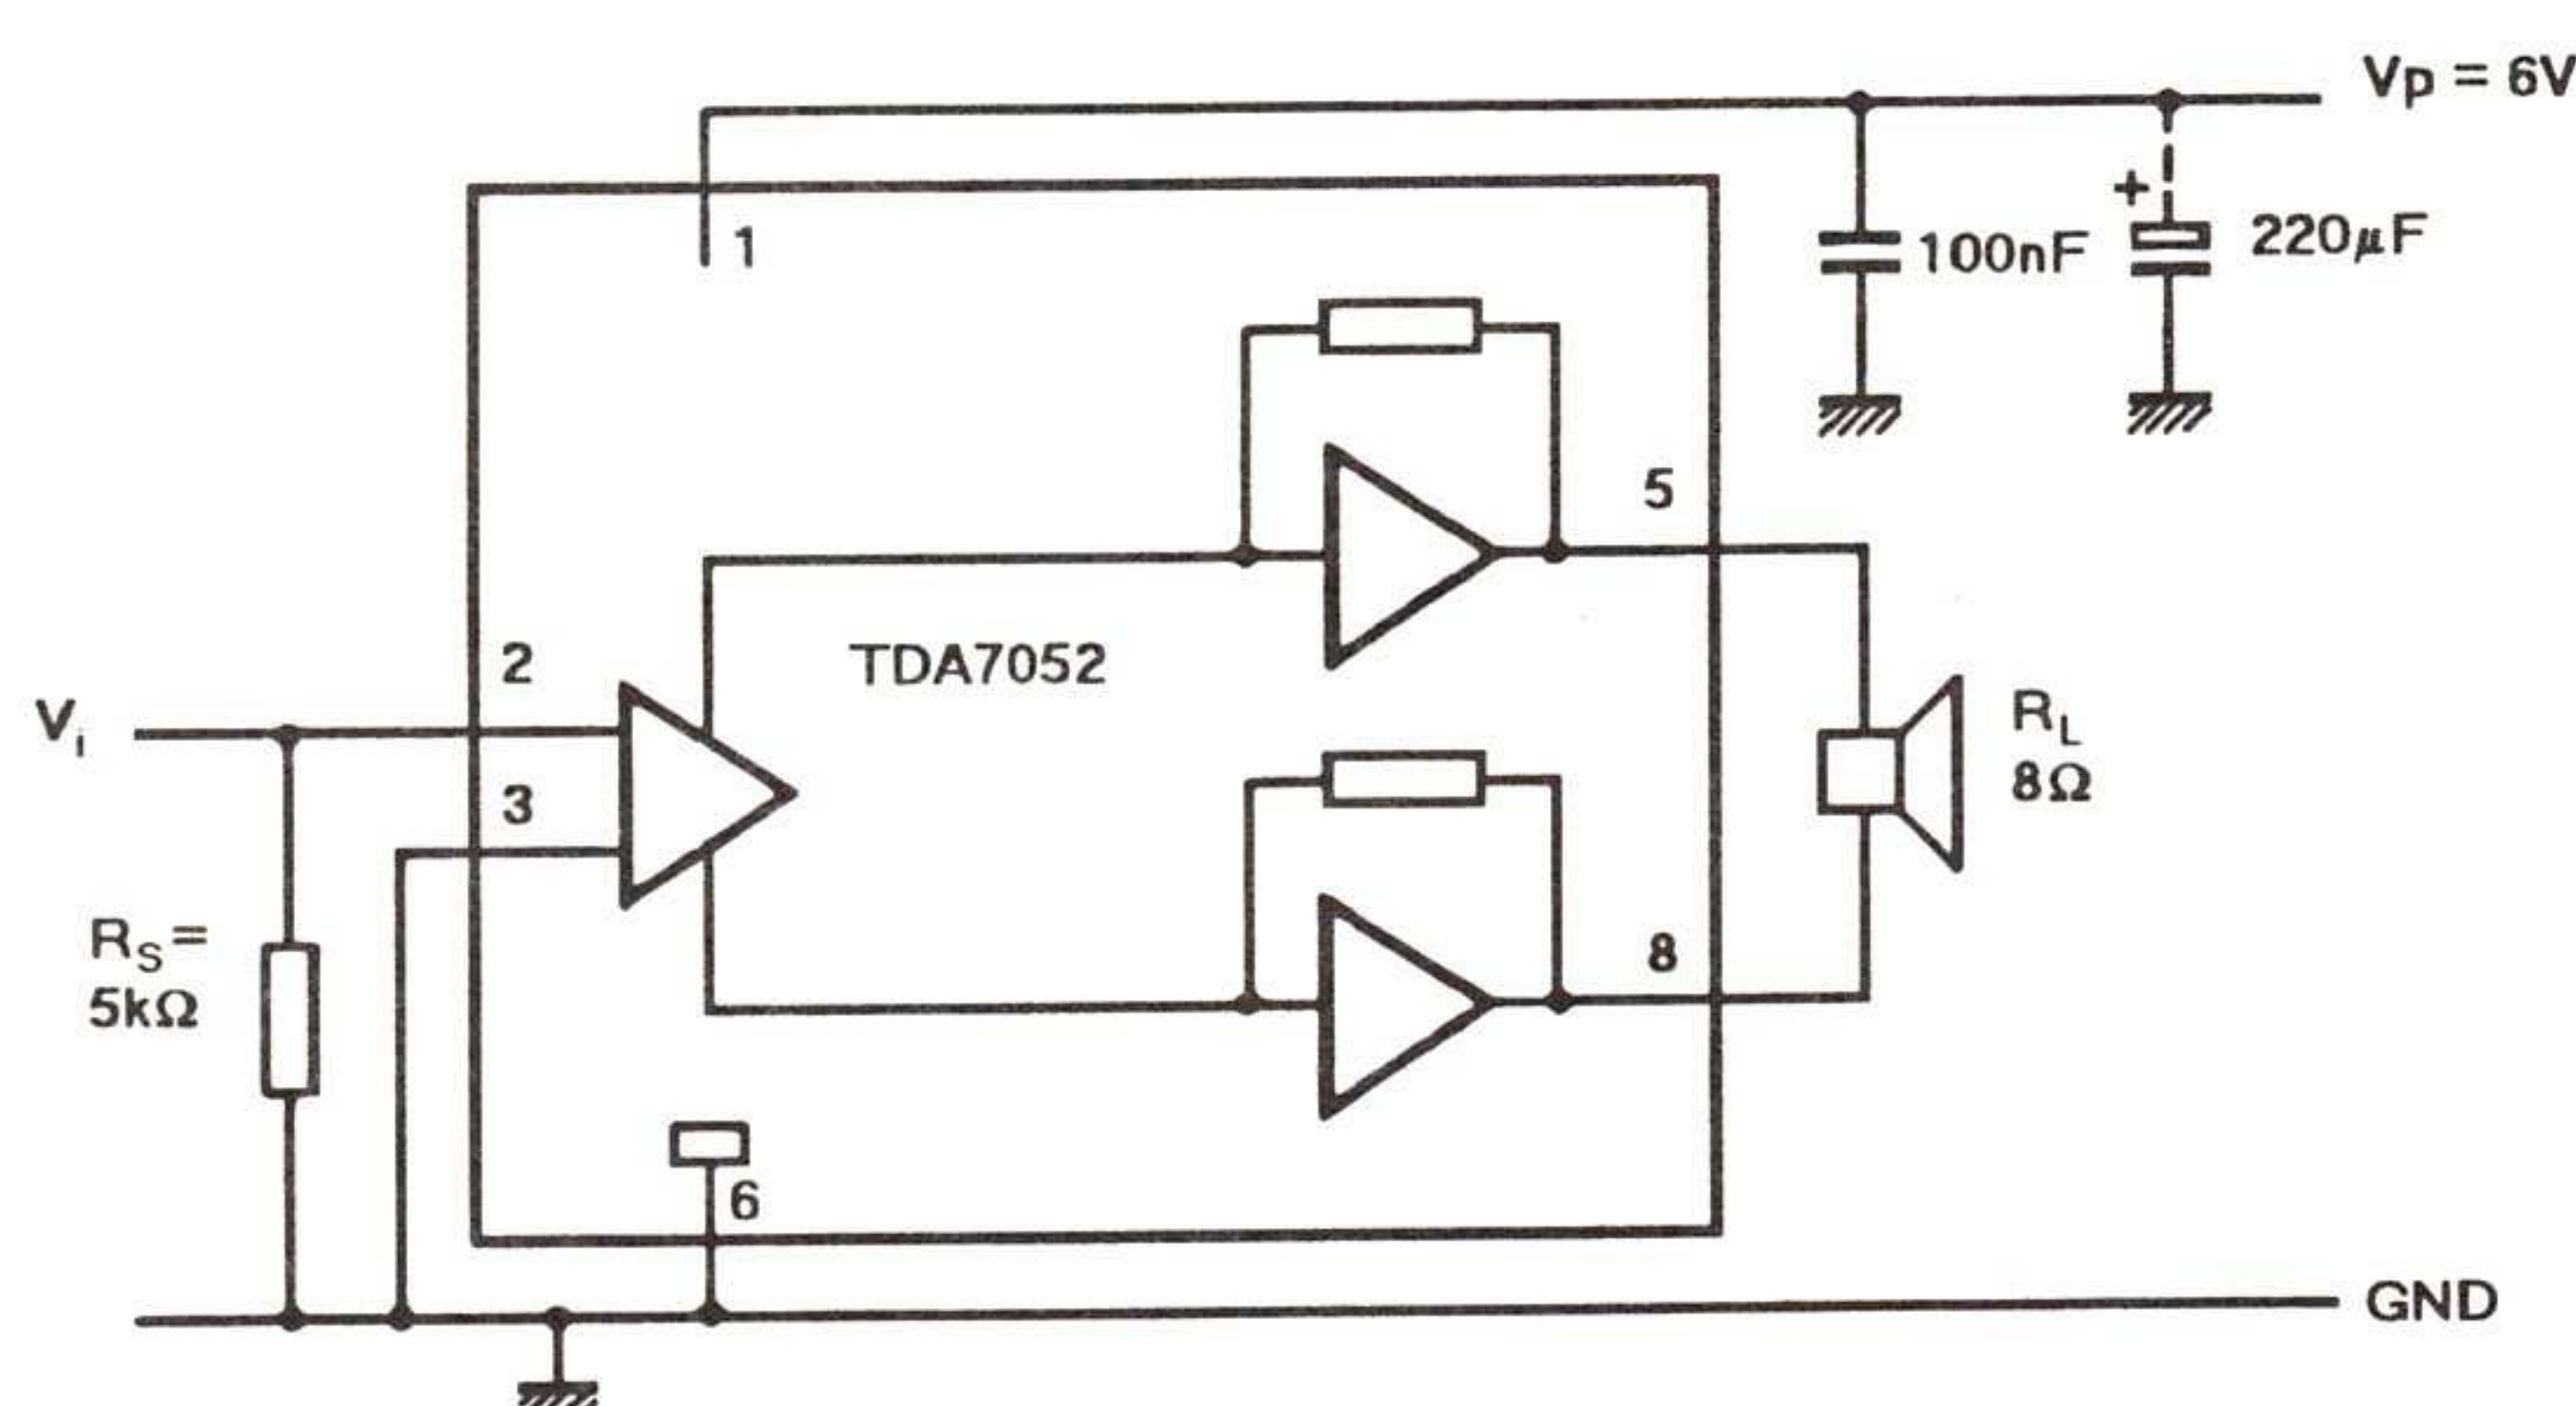 Vp = 6V
1
+
100nF
220µF
5
2
TDA7052
Vi
3
RL
8Ω
RS=
5kΩ
8
6
GND